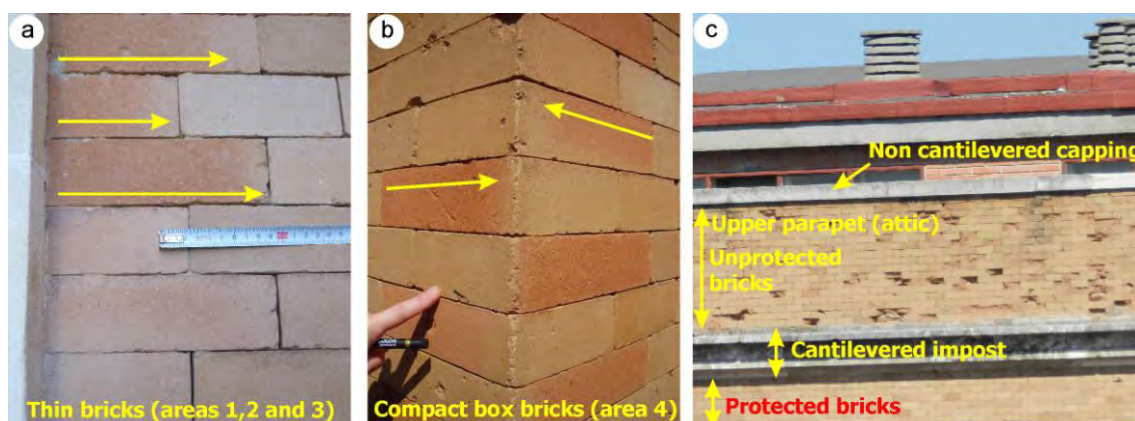 a
Thin bricks (areas 1,2 and 3)
b
Compact box bricks (area 4)
c
Non cantilevered capping
Upper parapet (attic)
Unprotected
bricks
Cantilevered impost
Protected bricks